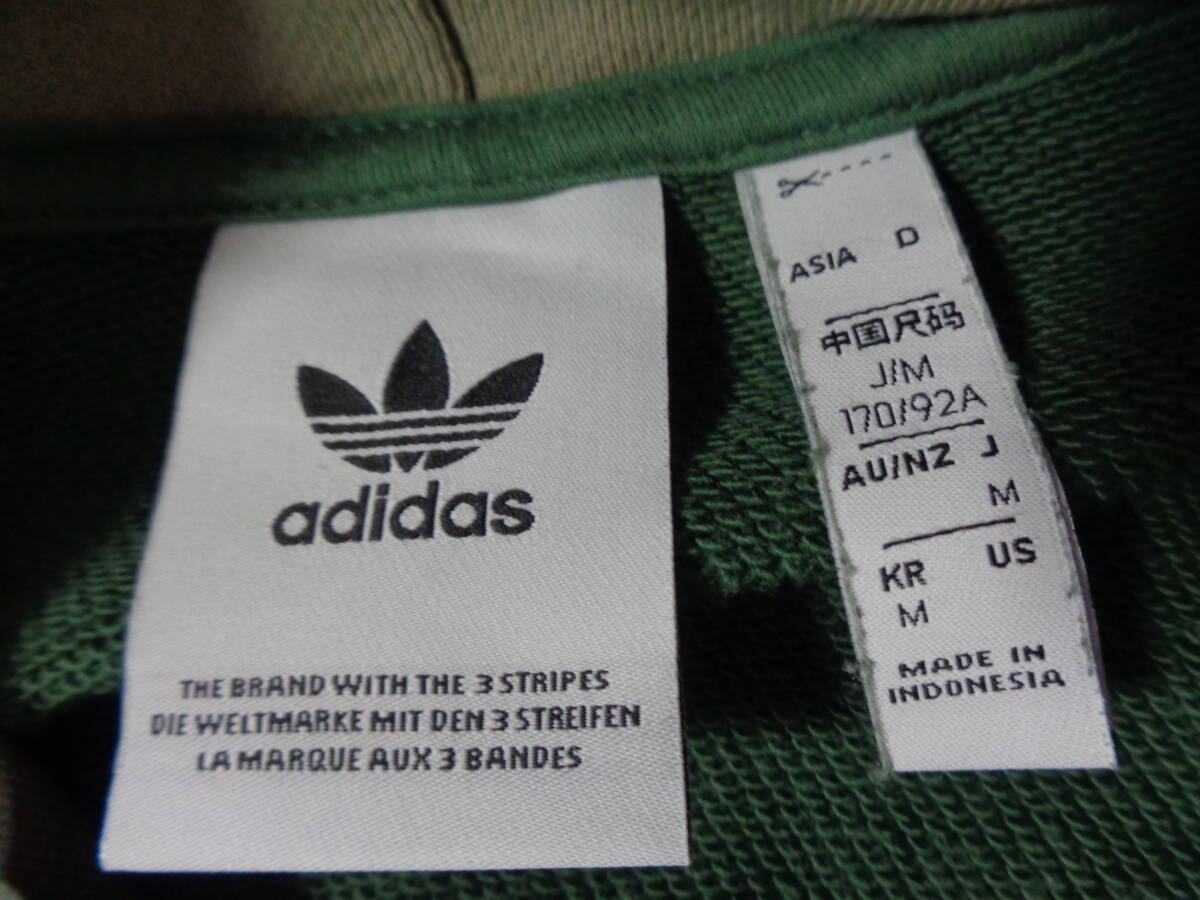 adidas
THE BRAND WITH THE 3 STRIPES
DIE WELTMARKE MIT DEN 3 STREIFEN
LA MARQUE AUX 3 BANDES
ASIA D
中国尺码
J/M
170/92A
AU/NZ J
M
KR US
M
MADE IN
INDONESIA